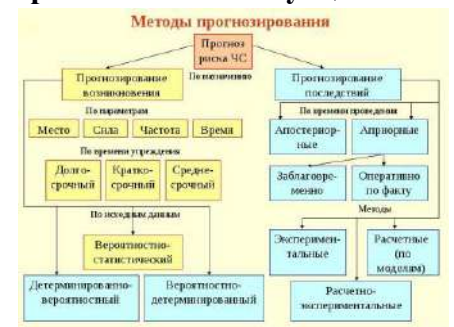 Методы прогнозирования
Прогноз
риска ЧС
По назначению
Прогнозирование
возникновения
Прогнозирование
последствий
По параметрам
Место
Сила
Частота
Время
По времени упреждения
Долго-
срочный
Кратко-
срочный
Средне-
срочный
По исходным данным
Вероятностно-
статистический
Детерминированно-
вероятностный
Вероятностно-
детерминированный
По времени проведения
Апостериор-
ные
Априорные
Заблаговре-
менно
Оперативно
по факту
Методы
Эксперимен-
тальные
Расчетные
(по
моделям)
Расчетно-
экспериментальные